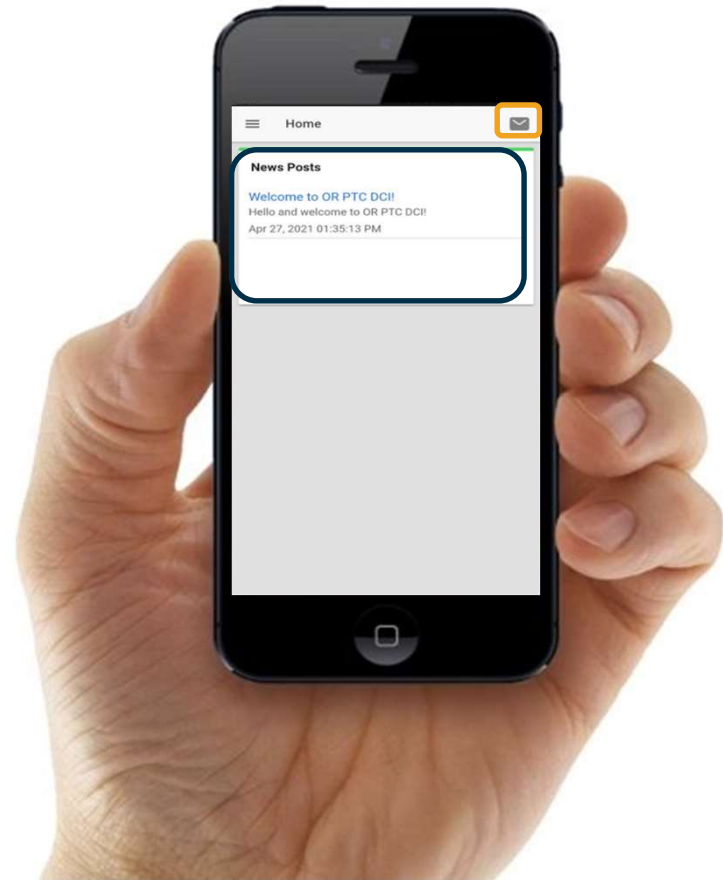 Home
News Posts
Welcome to OR PTC DCI!
Hello and welcome to OR PTC DCI!
Apr 27, 2021 01:35:13 PM